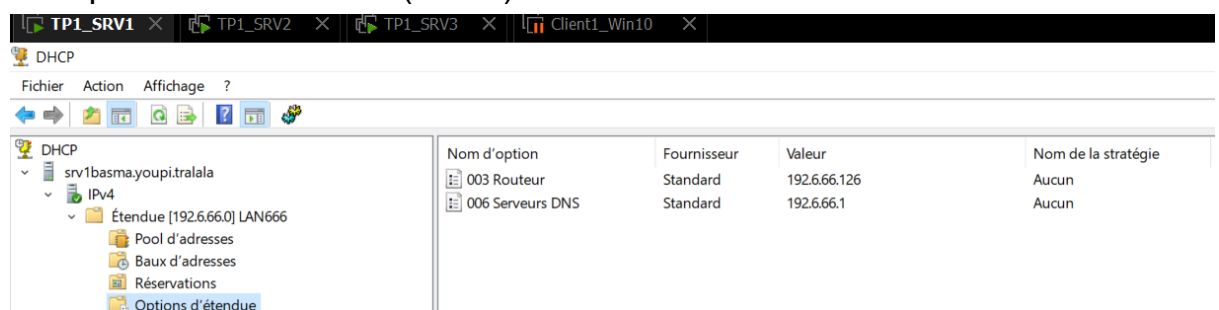 TP1_SRV1 × TP1_SRV2 × TP1_SRV3 × Client1_Win10 ×
DHCP
Fichier Action Affichage ?
DHCP
srv1basma.youpi.tralala
IPv4
Étendue [192.6.66.0] LAN666
Pool d'adresses
Baux d'adresses
Réservations
Options d'étendue
Nom d'option Fournisseur Valeur Nom de la stratégie
003 Routeur Standard 192.6.66.126 Aucun
006 Serveurs DNS Standard 192.6.66.1 Aucun